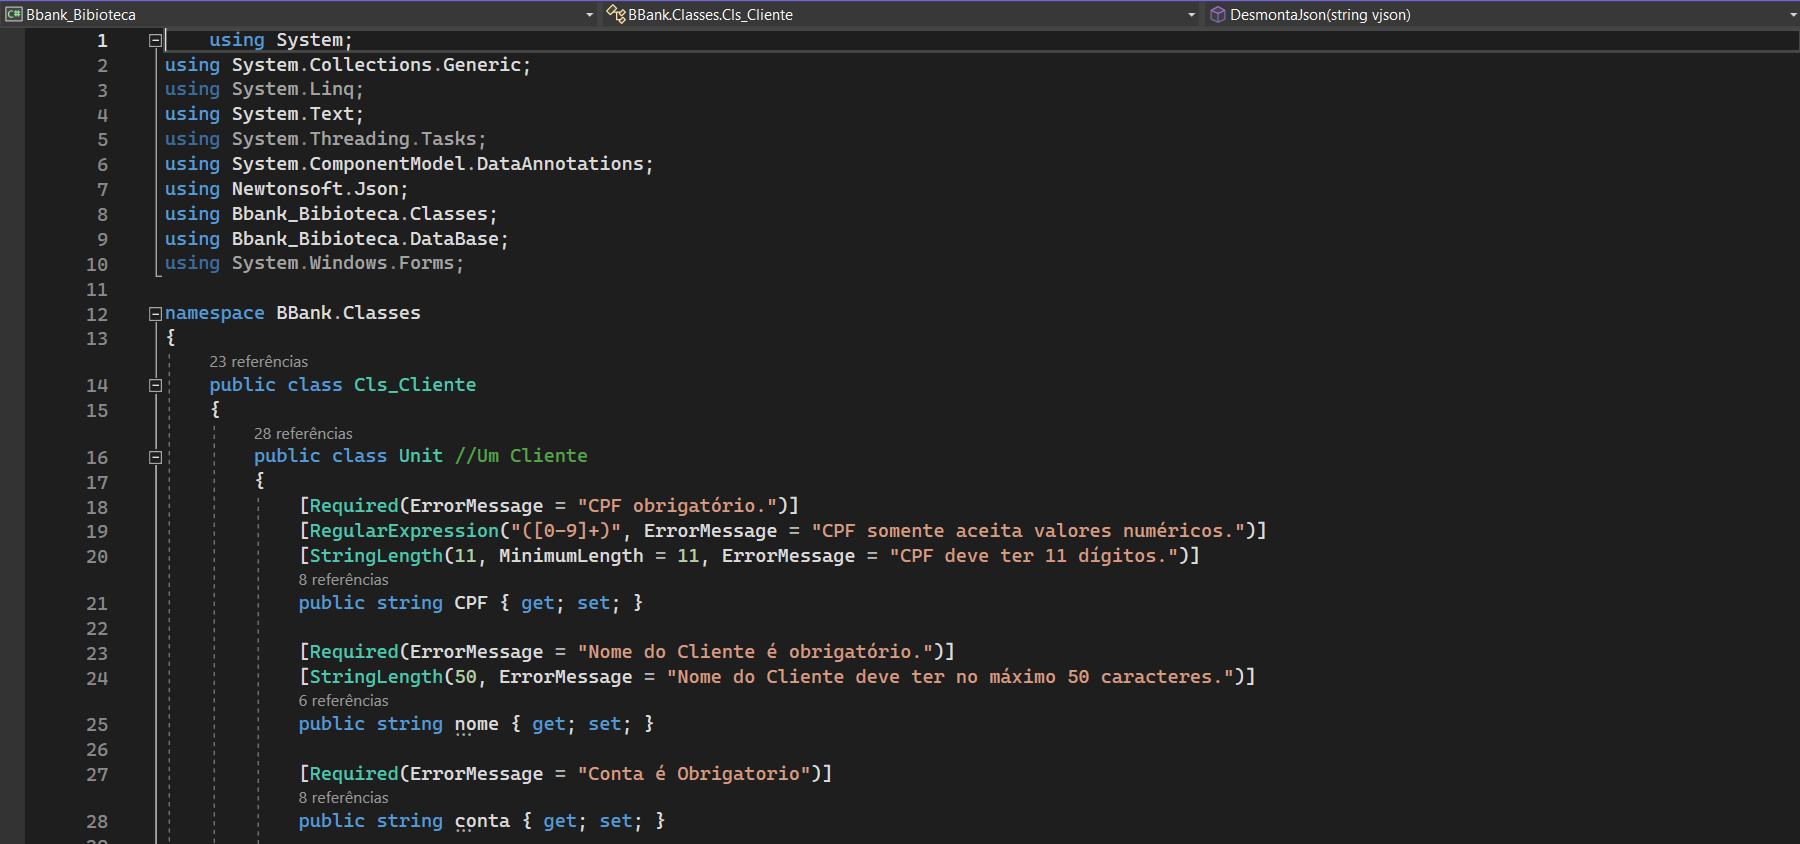 C# Bbank_Bibioteca BBank.Classes.Cls_Cliente DesmontaJson(string vjson)
1 using System;
2 using System.Collections.Generic;
3 using System.Linq;
4 using System.Text;
5 using System.Threading.Tasks;
6 using System.ComponentModel.DataAnnotations;
7 using Newtonsoft.Json;
8 using Bbank_Bibioteca.Classes;
9 using Bbank_Bibioteca.DataBase;
10 using System.Windows.Forms;
11
12 namespace BBank.Classes
13 {
23 referências
14 public class Cls_Cliente
15 {
28 referências
16 public class Unit //Um Cliente
17 {
18 [Required(ErrorMessage = "CPF obrigatório.")]
19 [RegularExpression("([0-9]+)", ErrorMessage = "CPF somente aceita valores numéricos.")]
20 [StringLength(11, MinimumLength = 11, ErrorMessage = "CPF deve ter 11 dígitos.")]
8 referências
21 public string CPF { get; set; }
22
23 [Required(ErrorMessage = "Nome do Cliente é obrigatório.")]
24 [StringLength(50, ErrorMessage = "Nome do Cliente deve ter no máximo 50 caracteres.")]
6 referências
25 public string nome { get; set; }
26
27 [Required(ErrorMessage = "Conta é Obrigatorio")]
8 referências
28 public string conta { get; set; }